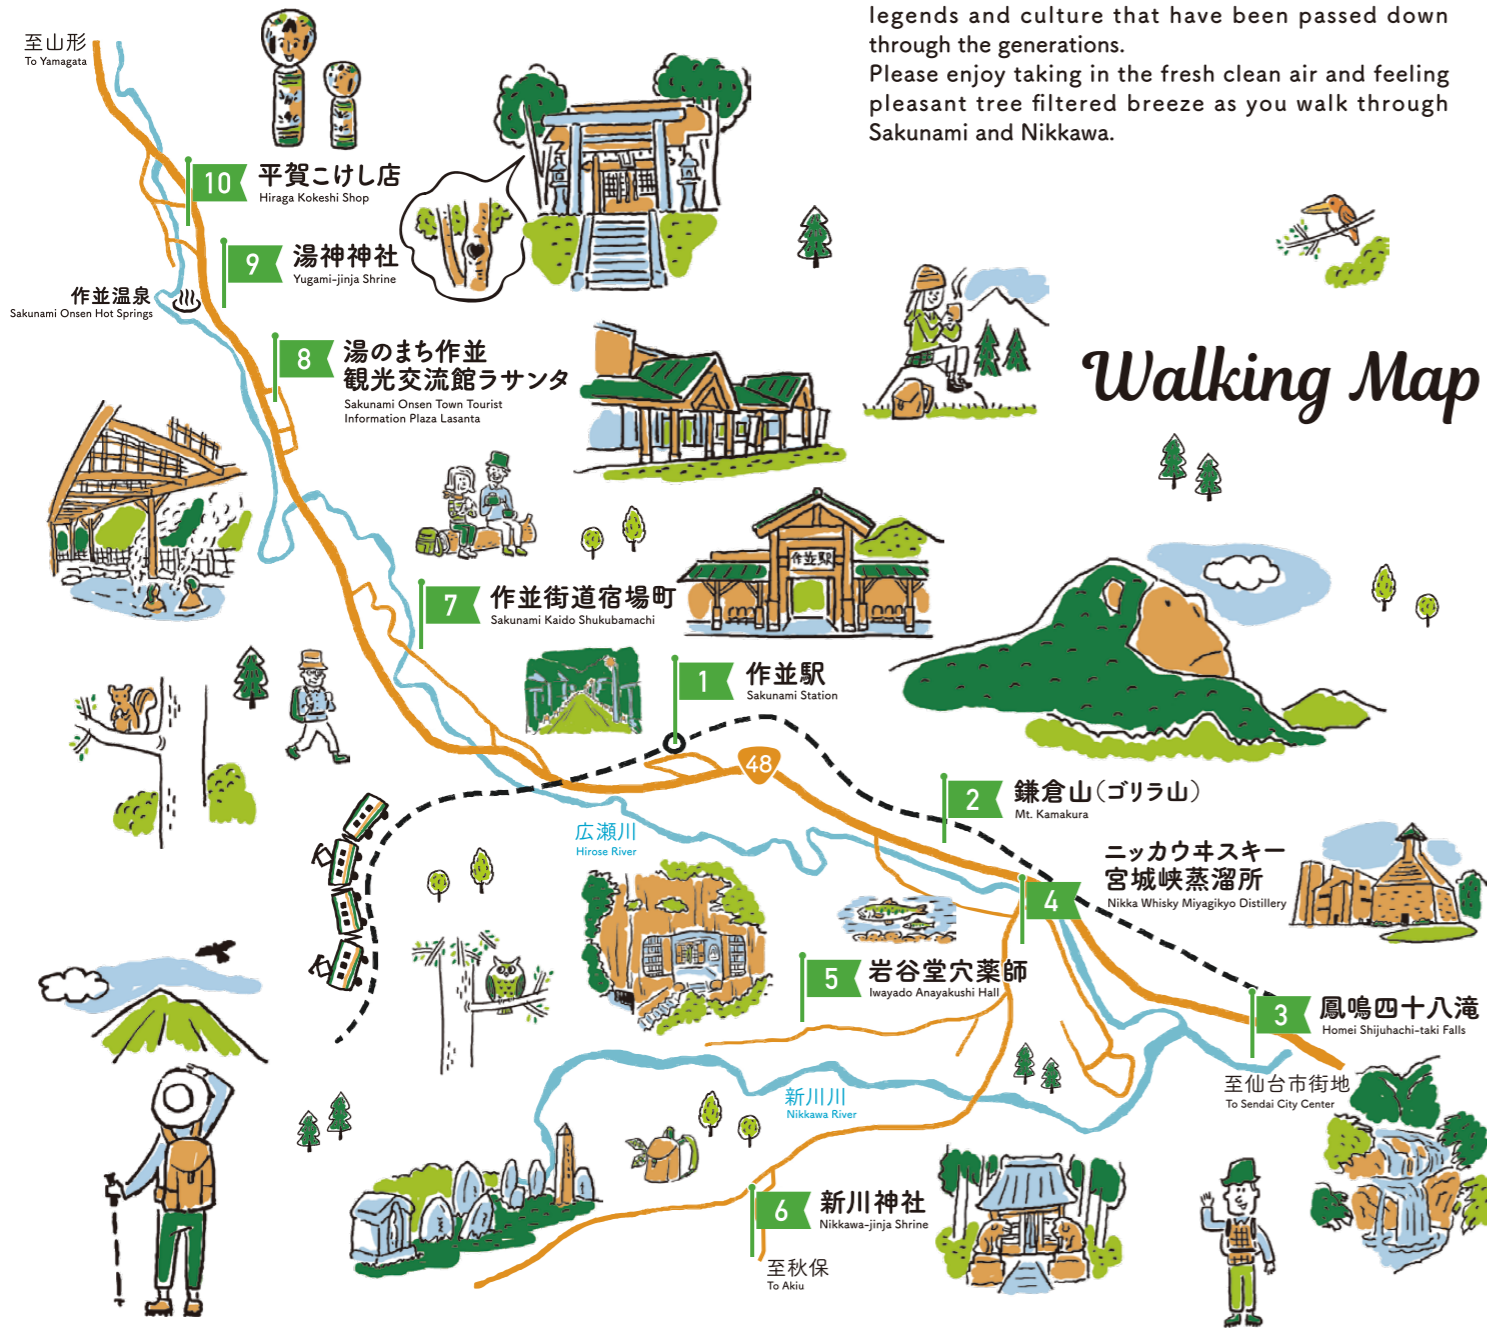 legends and culture that have been passed down
through the generations.
Please enjoy taking in the fresh clean air and feeling
pleasant tree filtered breeze as you walk through
Sakunami and Nikkawa.
至山形
To Yamagata
10 平賀こけし店
Hiraga Kokeshi Shop
9 湯神神社
Yugami-jinja Shrine
作並温泉
Sakunami Onsen Hot Springs
8 湯のまち作並
観光交流館ラサンタ
Sakunami Onsen Town Tourist
Information Plaza Lasanta
Walking Map
作並駅
7 作並街道宿場町
Sakunami Kaido Shukubamachi
1 作並駅
Sakunami Station
48
2 鎌倉山(ゴリラ山)
Mt. Kamakura
広瀬川
Hirose River
ニッカウヰスキー
宮城峡蒸溜所
Nikka Whisky Miyagikyo Distillery
4
5 岩谷堂穴薬師
Iwayado Anayakushi Hall
3 鳳鳴四十八滝
Homei Shijuhachi-taki Falls
至仙台市街地
To Sendai City Center
新川川
Nikkawa River
6 新川神社
Nikkawa-jinja Shrine
至秋保
To Akiu